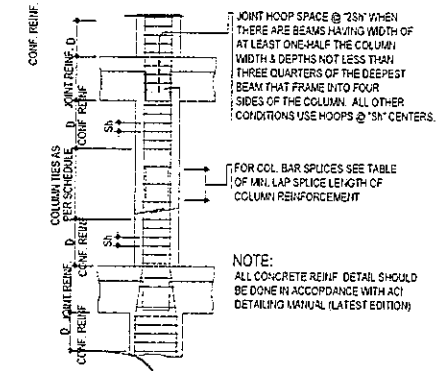 JOINT HOOP SPACE @ "2Sh" WHEN
THERE ARE BEAMS HAVING WIDTH OF
AT LEAST ONE-HALF THE COLUMN
WIDTH & DEPTHS NOT LESS THAN
THREE QUARTERS OF THE DEEPEST
BEAM THAT FRAME INTO FOUR
SIDES OF THE COLUMN. ALL OTHER
CONDITIONS USE HOOPS @ "Sh" CENTERS.
CONF. REINF.
D
JOINT REINF.
D
CONF. REINF
Sh
COLUMN TIES AS
PER SCHEDULE
FOR COL. BAR SPLICES SEE TABLE
OF MIN. LAP SPLICE LENGTH OF
COLUMN REINFORCEMENT
Sh
D
CONF. REINF
JOINT REINF.
D
CONF. REINF
NOTE:
ALL CONCRETE REINF DETAIL SHOULD
BE DONE IN ACCORDANCE WITH ACI
DETAILING MANUAL (LATEST EDITION)